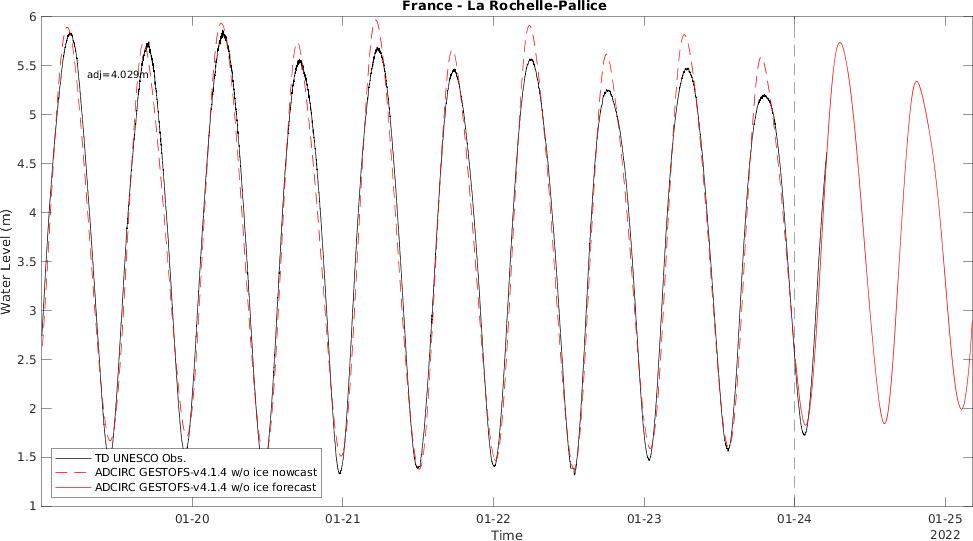 France - La Rochelle-Pallice
6
5.5
5
4.5
4
3.5
3
2.5
2
1.5
1
Water Level (m)
adj=4.029m
TD UNESCO Obs.
ADCIRC GESTOFS-v4.1.4 w/o ice nowcast
ADCIRC GESTOFS-v4.1.4 w/o ice forecast
01-20 01-21 01-22 01-23 01-24 01-25
Time 2022